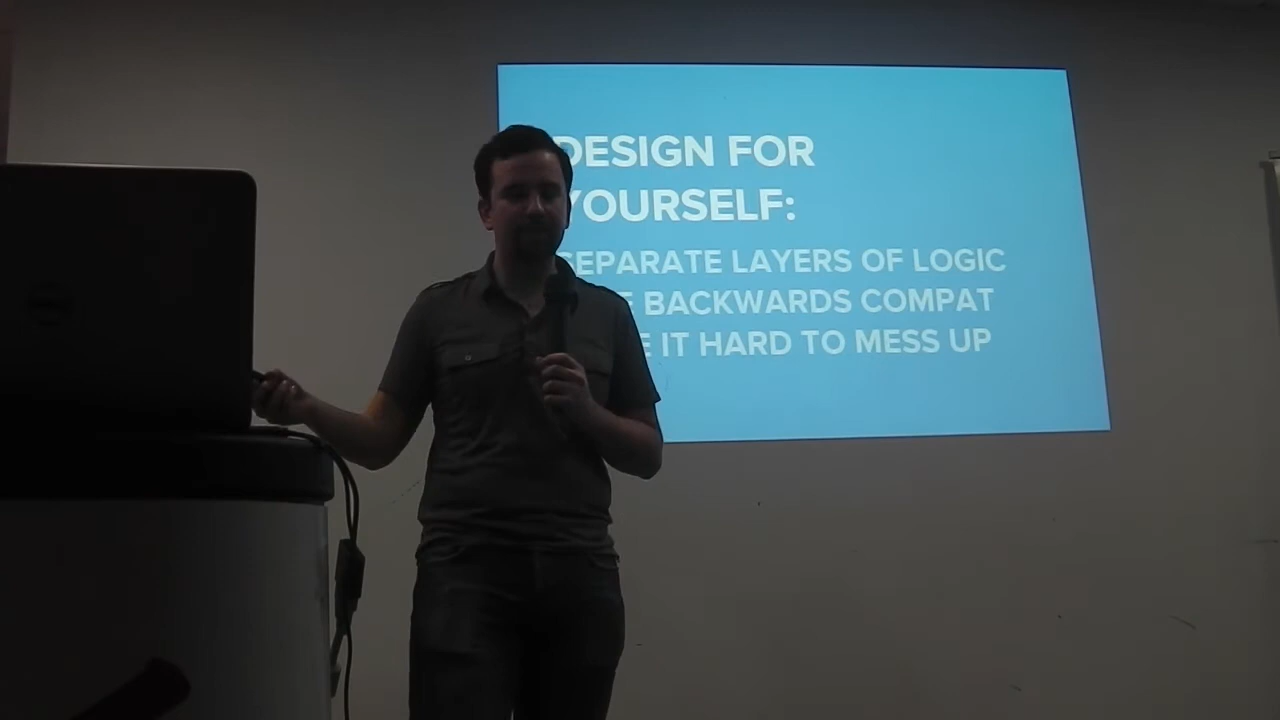 DESIGN FOR
YOURSELF:
SEPARATE LAYERS OF LOGIC
BACKWARDS COMPAT
IT HARD TO MESS UP